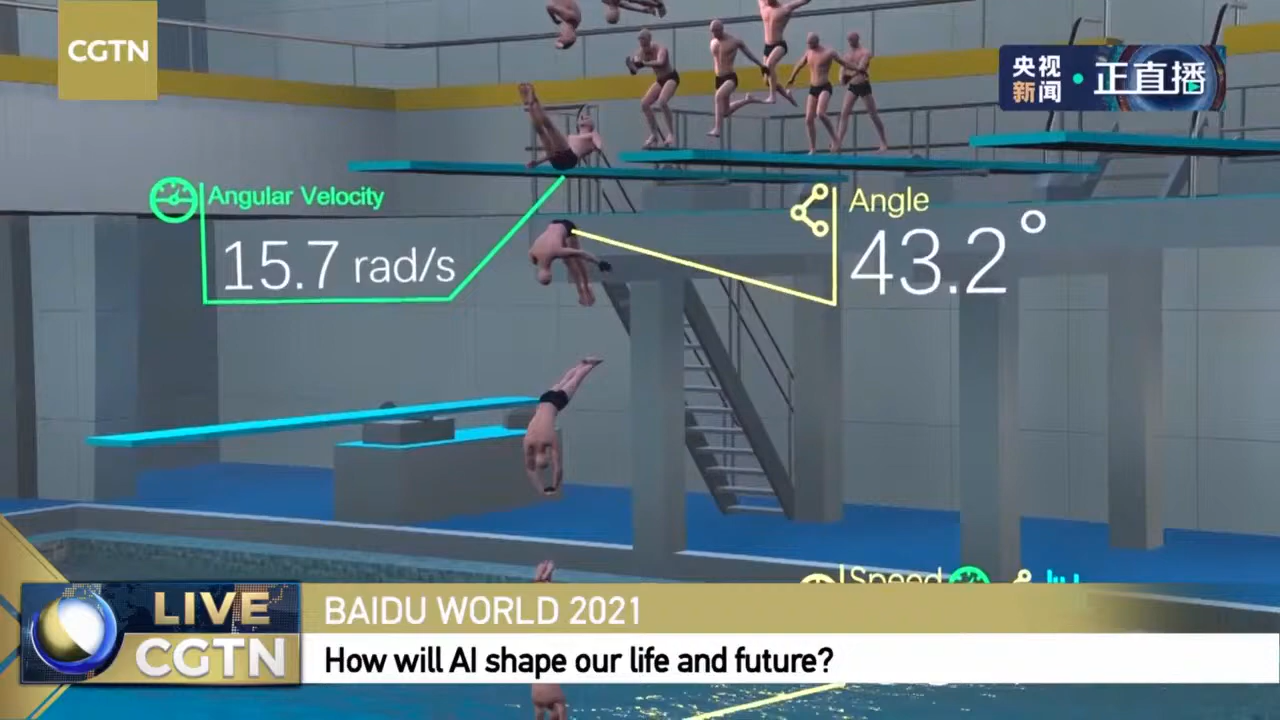 CGTN
央视
新闻
正直播
Angular Velocity
15.7 rad/s
Angle
43.2°
Speed
LIVE
CGTN
BAIDU WORLD 2021
How will AI shape our life and future?